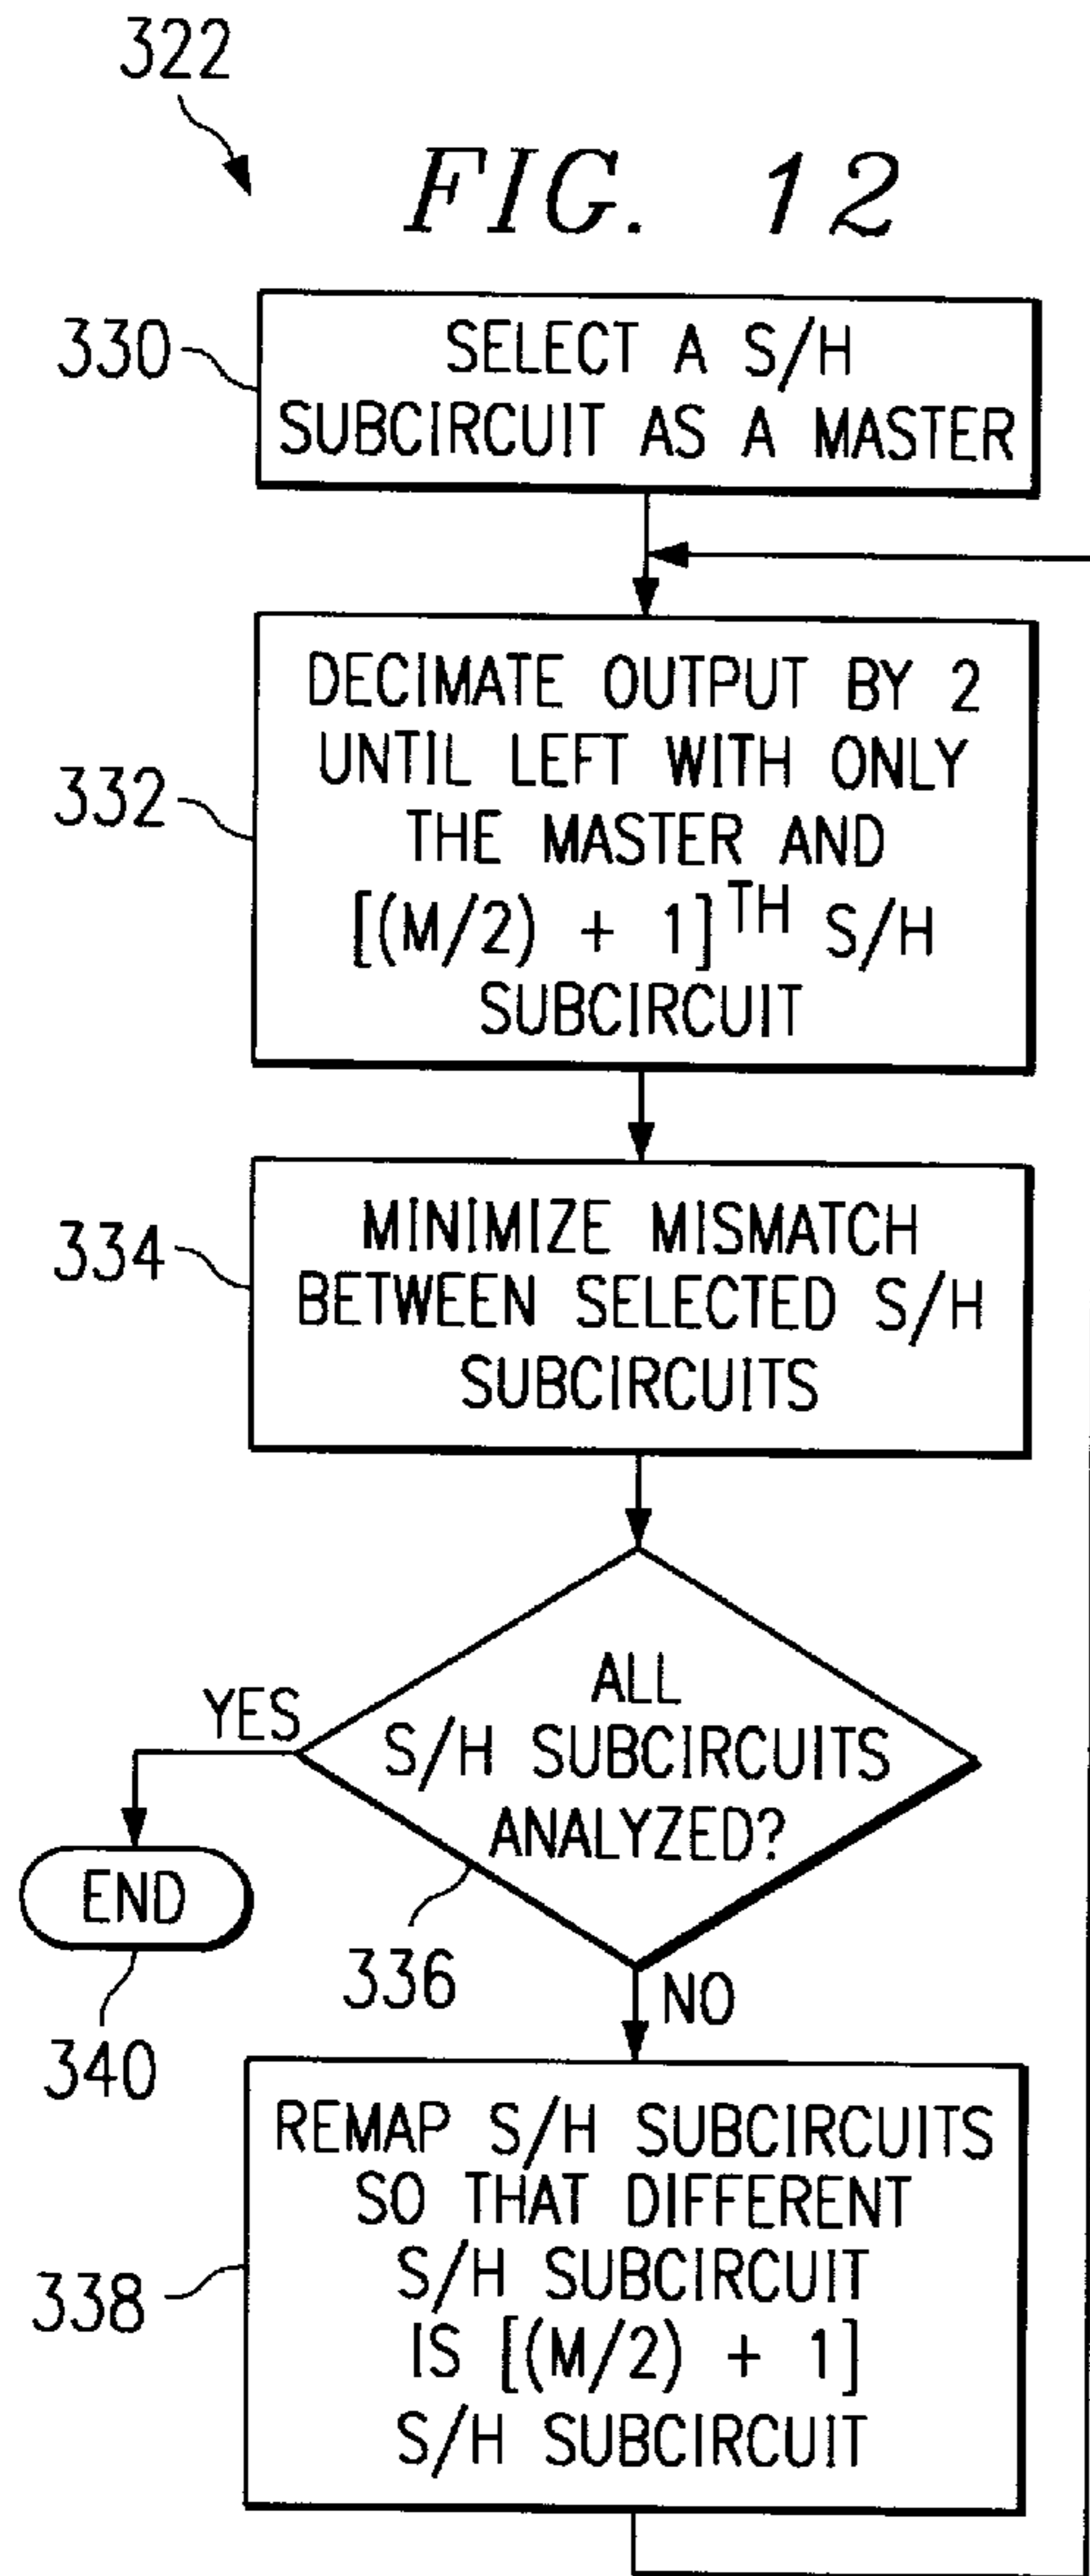 322
FIG. 12
330
SELECT A S/H
SUBCIRCUIT AS A MASTER
332
DECIMATE OUTPUT BY 2
UNTIL LEFT WITH ONLY
THE MASTER AND
[(M/2) + 1]TH S/H
SUBCIRCUIT
334
MINIMIZE MISMATCH
BETWEEN SELECTED S/H
SUBCIRCUITS
ALL
S/H SUBCIRCUITS
ANALYZED?
YES
END
336
NO
340
338
REMAP S/H SUBCIRCUITS
SO THAT DIFFERENT
S/H SUBCIRCUIT
IS [(M/2) + 1]
S/H SUBCIRCUIT